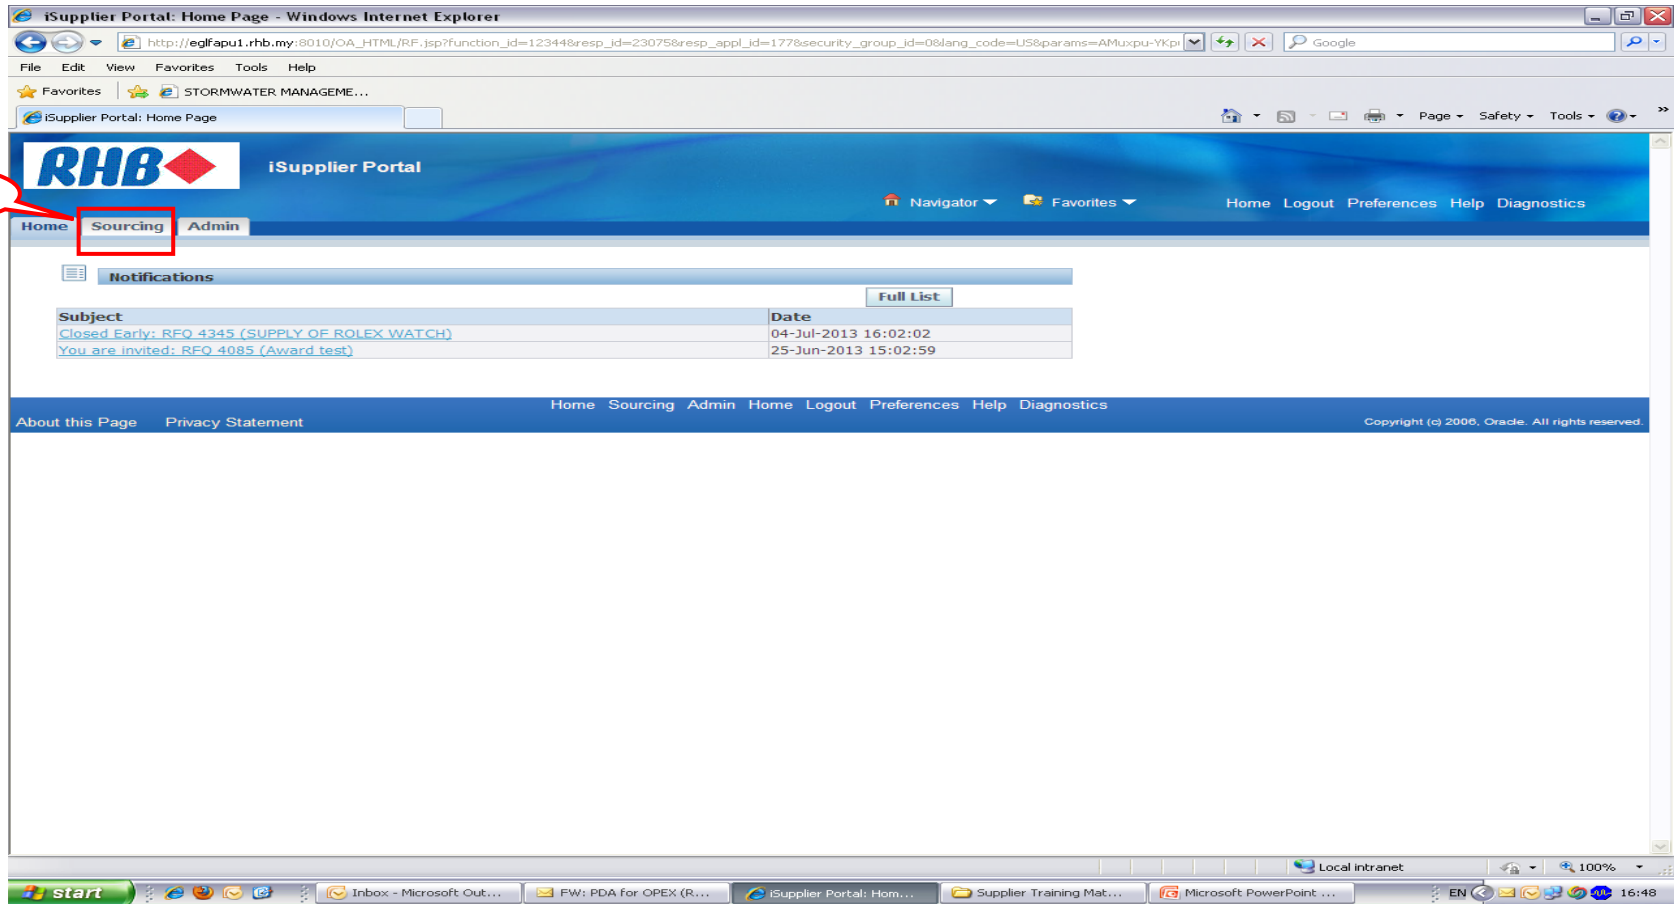 iSupplier Portal: Home Page - Windows Internet Explorer
http://eglfapu1.rhb.my:8010/OA_HTML/RF.jsp?function_id=12344&resp_id=23075&resp_appl_id=177&security_group_id=0&lang_code=US&params=AMuxpu-YKp
Google
File Edit View Favorites Tools Help
Favorites STORMWATER MANAGEME...
iSupplier Portal: Home Page Page Safety Tools
RHB iSupplier Portal
Navigator Favorites Home Logout Preferences Help Diagnostics
Home Sourcing Admin
Notifications
Full List
Subject Date
Closed Early: RFQ 4345 (SUPPLY OF ROLEX WATCH) 04-Jul-2013 16:02:02
You are invited: RFQ 4085 (Award test) 25-Jun-2013 15:02:59
Home Sourcing Admin Home Logout Preferences Help Diagnostics
About this Page Privacy Statement Copyright (c) 2006, Oracle. All rights reserved.
Local intranet 100%
start Inbox - Microsoft Out... FW: PDA for OPEX (R... iSupplier Portal: Hom... Supplier Training Mat... Microsoft PowerPoint ... EN 16:48